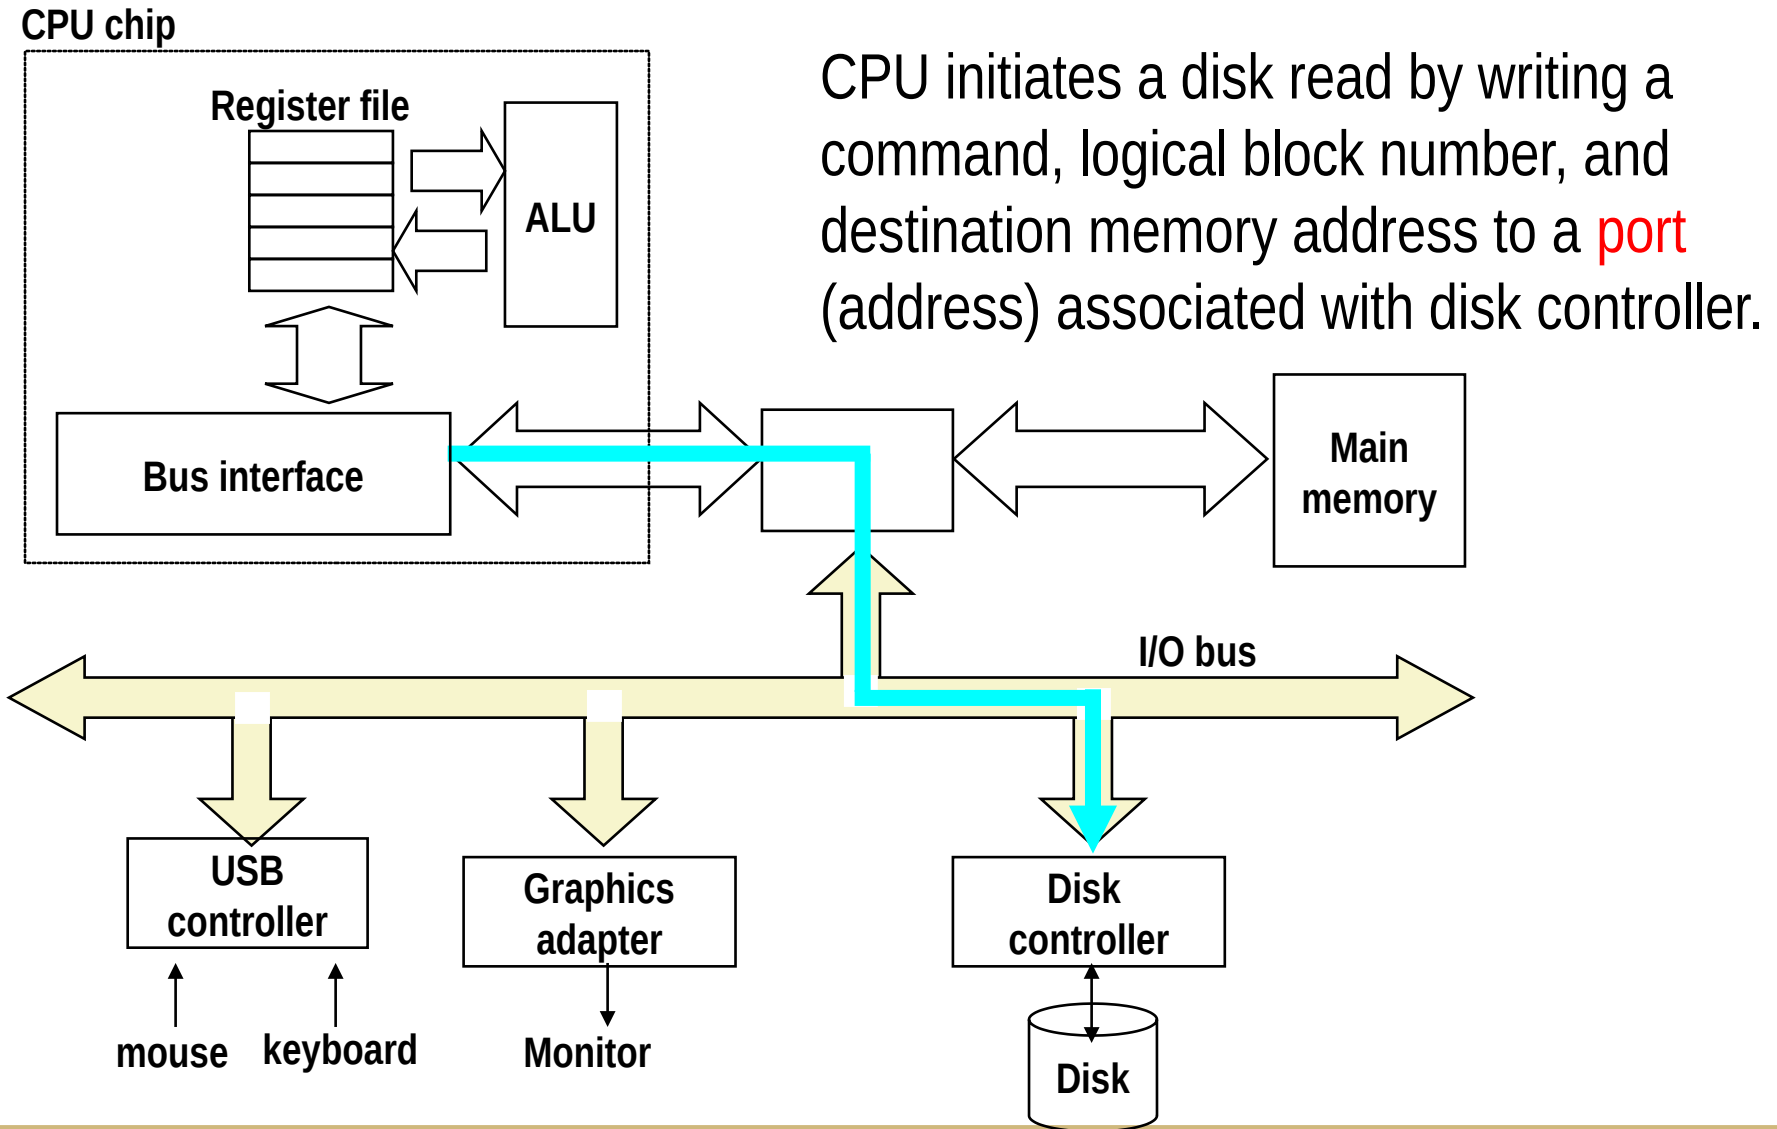 CPU chip
CPU initiates a disk read by writing a
command, logical block number, and
destination memory address to a port
(address) associated with disk controller.
Register file
ALU
Bus interface
Main
memory
I/O bus
USB
controller
Graphics
adapter
Disk
controller
mouse
keyboard
Monitor
Disk